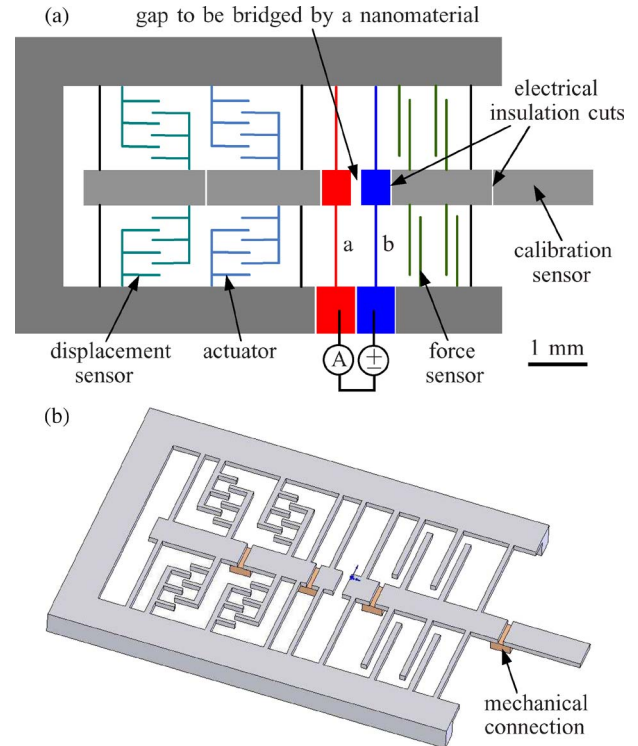 (a)
gap to be bridged by a nanomaterial
electrical
insulation cuts
a
b
calibration
sensor
displacement
sensor
actuator
force
sensor
1 mm
A
±
(b)
mechanical
connection